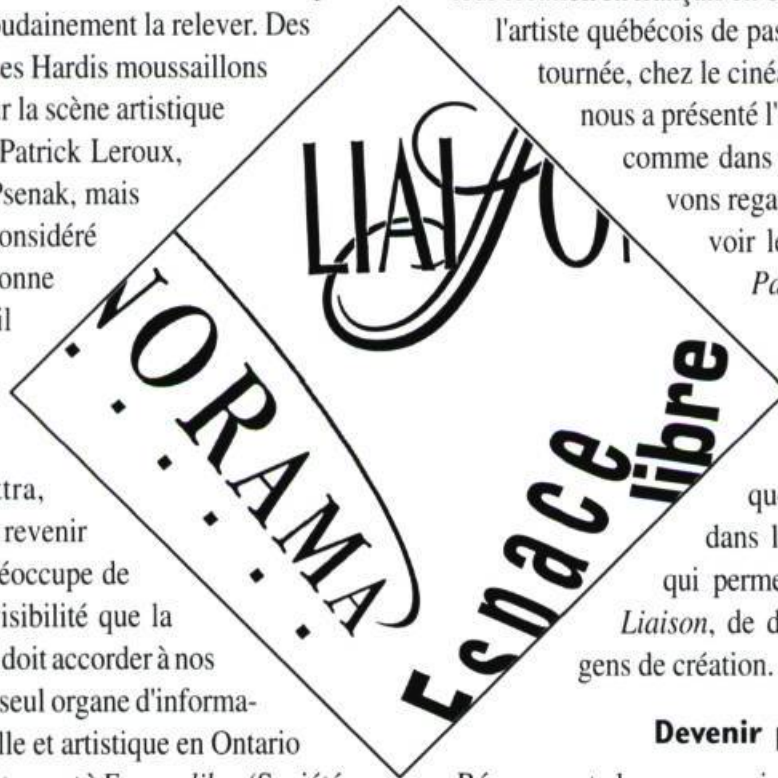 oudainement la relever. Des
es Hardis moussaillons
r la scène artistique
Patrick Leroux,
Psenak, mais
onsidéré
onne
il
tra,
revenir
éoccupe de
isibilité que la
doit accorder à nos
seul organe d'informa-
lle et artistique en Ontario
LIAISON
NORAMA
Espace
libre
l'artiste québécois de pas
tournée, chez le ciné
nous a présenté l'
comme dans
vons rega
voir le
Pa
qu
dans l
qui perme
Liaison, de d
gens de création.
Devenir p